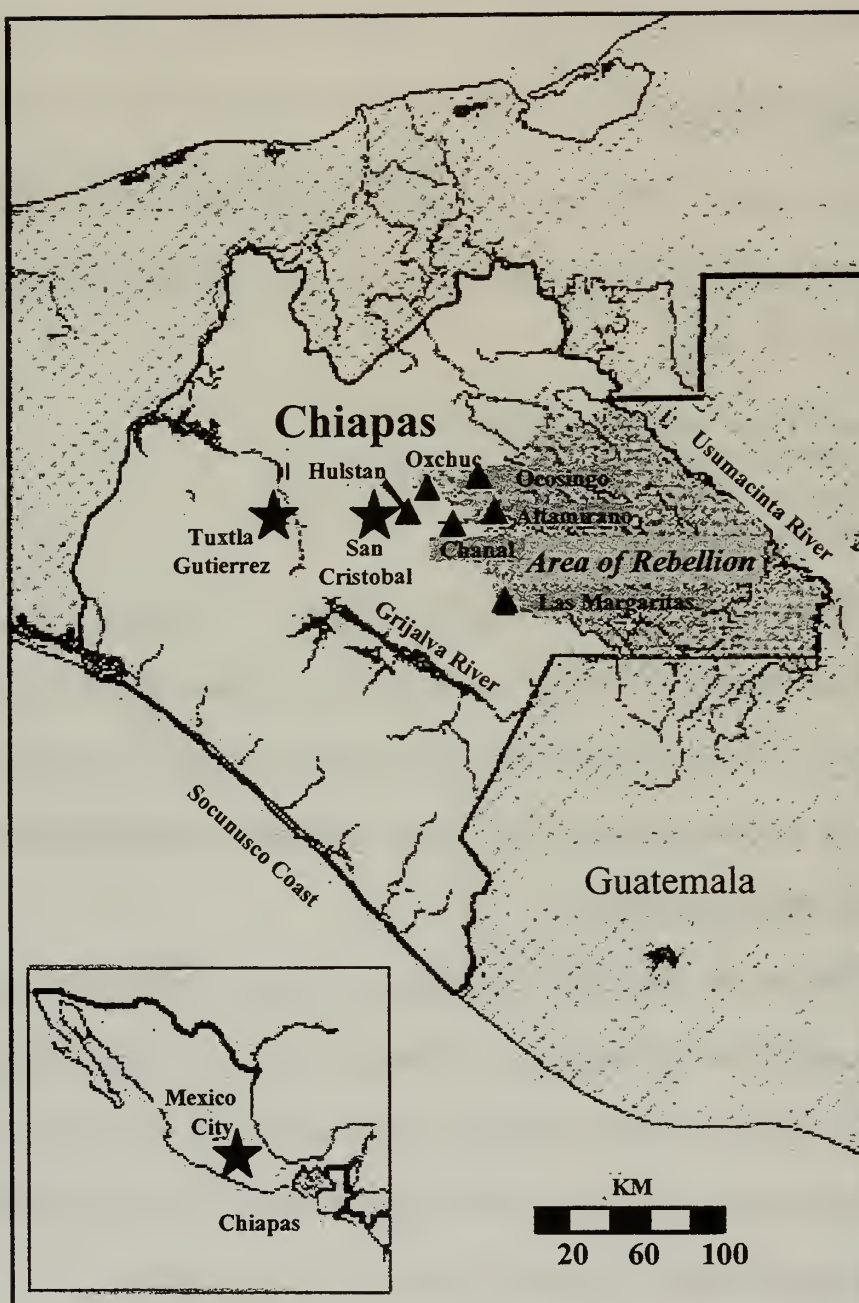 Chiapas
Oxchuc
Hulstan
Ocosingo
Altamirano
Tuxtla
Gutierrez
San
Cristobal
Chanal
Area of Rebellion
Las Margaritas
Usumacinta River
Grijalva River
Socunusco Coast
Guatemala
Mexico
City
Chiapas
KM
20 60 100